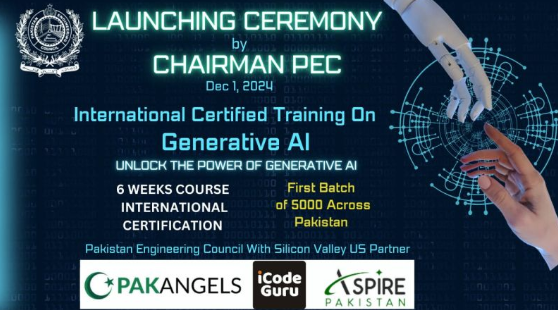 LAUNCHING CEREMONY
by
CHAIRMAN PEC
Dec 1, 2024
International Certified Training On
Generative AI
UNLOCK THE POWER OF GENERATIVE AI
6 WEEKS COURSE
INTERNATIONAL
CERTIFICATION
First Batch
of 5000 Across
Pakistan
Pakistan Engineering Council With Silicon Valley US Partner
PAKANGELS
iCode
Guru
ASPIRE
PAKISTAN